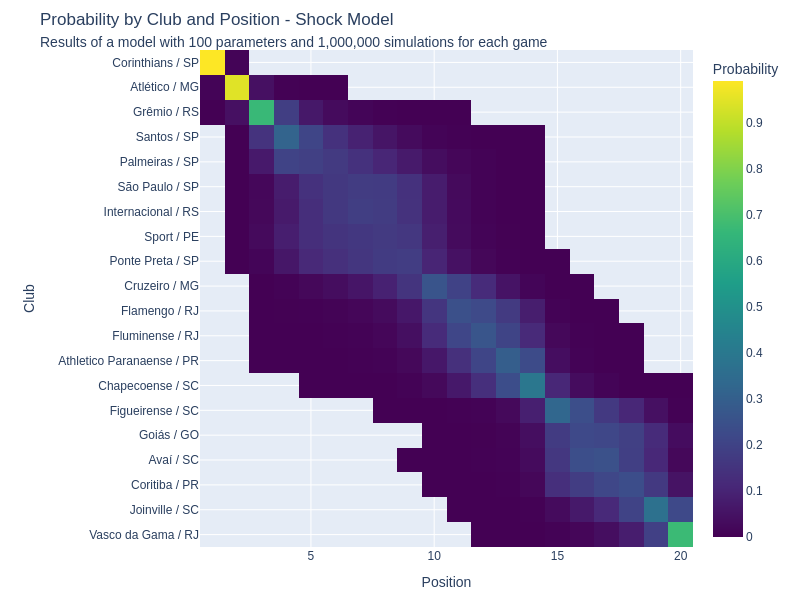 Probability by Club and Position - Shock Model
Results of a model with 100 parameters and 1,000,000 simulations for each game
Probability
Club
Corinthians / SP
Atlético / MG
Grêmio / RS
Santos / SP
Palmeiras / SP
São Paulo / SP
Internacional / RS
Sport / PE
Ponte Preta / SP
Cruzeiro / MG
Flamengo / RJ
Fluminense / RJ
Athletico Paranaense / PR
Chapecoense / SC
Figueirense / SC
Goiás / GO
Avaí / SC
Coritiba / PR
Joinville / SC
Vasco da Gama / RJ
5 10 15 20
Position
0.9
0.8
0.7
0.6
0.5
0.4
0.3
0.2
0.1
0